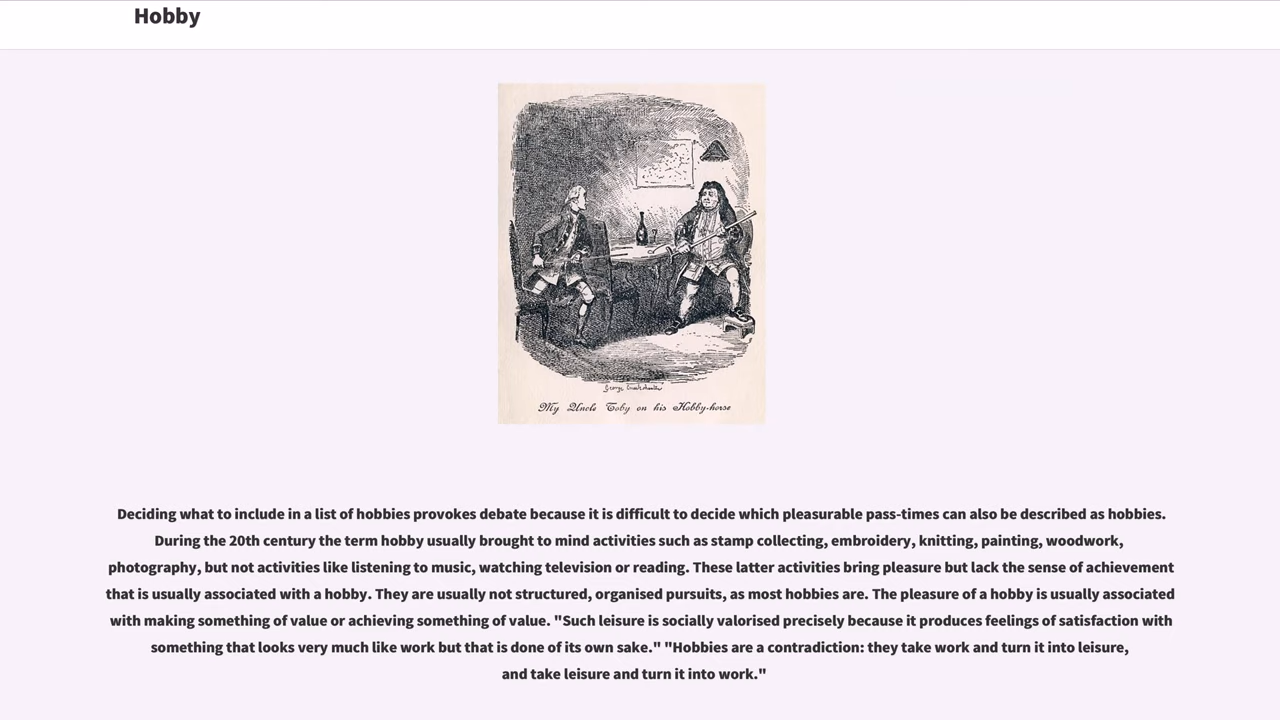 Hobby
George Cruikshank
My Uncle Toby on his Hobby-horse
Deciding what to include in a list of hobbies provokes debate because it is difficult to decide which pleasurable pass-times can also be described as hobbies.
During the 20th century the term hobby usually brought to mind activities such as stamp collecting, embroidery, knitting, painting, woodwork,
photography, but not activities like listening to music, watching television or reading. These latter activities bring pleasure but lack the sense of achievement
that is usually associated with a hobby. They are usually not structured, organised pursuits, as most hobbies are. The pleasure of a hobby is usually associated
with making something of value or achieving something of value. "Such leisure is socially valorised precisely because it produces feelings of satisfaction with
something that looks very much like work but that is done of its own sake." "Hobbies are a contradiction: they take work and turn it into leisure,
and take leisure and turn it into work."